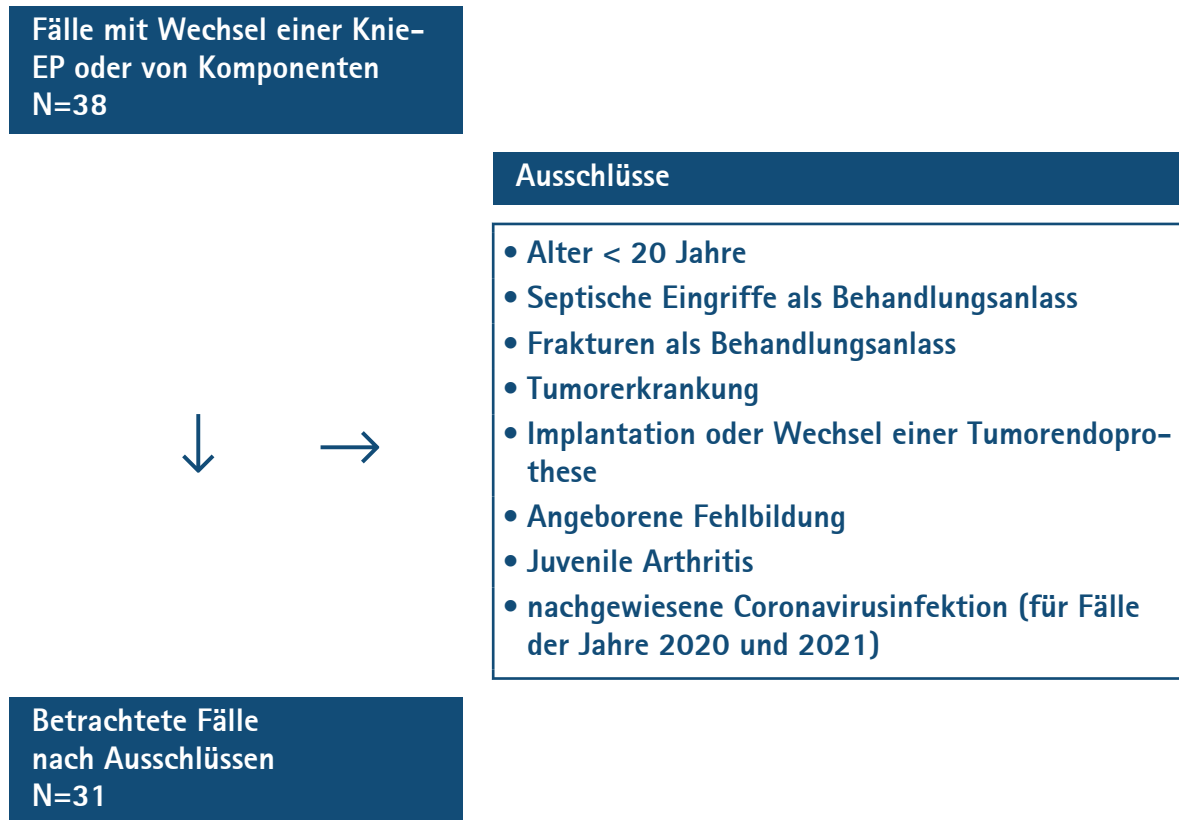 Fälle mit Wechsel einer Knie-
EP oder von Komponenten
N=38
Ausschlüsse
• Alter < 20 Jahre
• Septische Eingriffe als Behandlungsanlass
• Frakturen als Behandlungsanlass
• Tumorerkrankung
• Implantation oder Wechsel einer Tumorendopro-
these
• Angeborene Fehlbildung
• Juvenile Arthritis
• nachgewiesene Coronavirusinfektion (für Fälle
der Jahre 2020 und 2021)
Betrachtete Fälle
nach Ausschlüssen
N=31